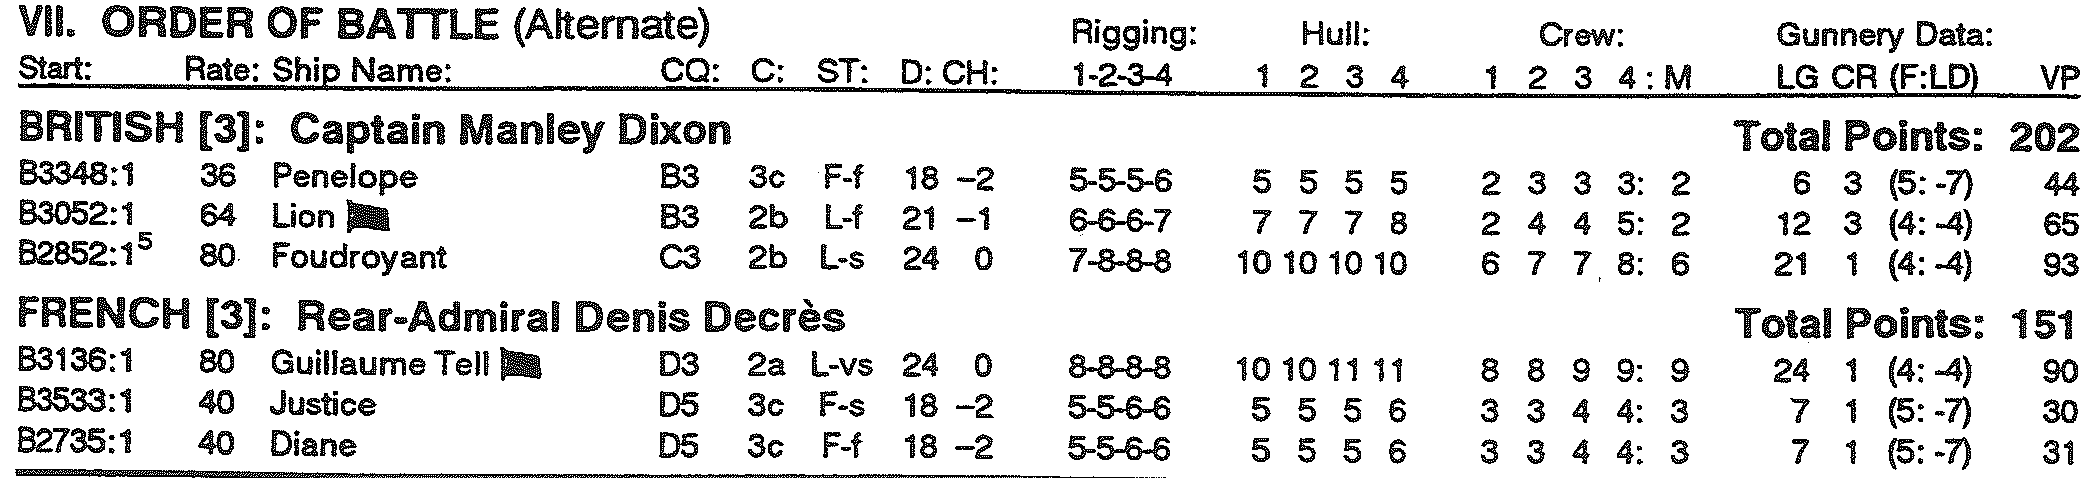 VII. ORDER OF BATTLE (Alternate) Rigging: Hull: Crew: Gunnery Data:
Start: Rate: Ship Name: CQ: C: ST: D: CH: 1-2-3-4 1 2 3 4 1 2 3 4 : M LG CR (F:LD) VP
BRITISH [3]: Captain Manley Dixon Total Points: 202
B3348:1 36 Penelope B3 3c F-f 18 –2 5-5-5-6 5 5 5 5 2 3 3 3: 2 6 3 (5: -7) 44
B3052:1 64 Lion B3 2b L-f 21 –1 6-6-6-7 7 7 7 8 2 4 4 5: 2 12 3 (4: -4) 65
B2852:1⁵ 80 Foudroyant C3 2b L-s 24 0 7-8-8-8 10 10 10 10 6 7 7 8: 6 21 1 (4: -4) 93
FRENCH [3]: Rear-Admiral Denis Decrès Total Points: 151
B3136:1 80 Guillaume Tell D3 2a L-vs 24 0 8-8-8-8 10 10 11 11 8 8 9 9: 9 24 1 (4: -4) 90
B3533:1 40 Justice D5 3c F-s 18 –2 5-5-6-6 5 5 5 6 3 3 4 4: 3 7 1 (5: -7) 30
B2735:1 40 Diane D5 3c F-f 18 –2 5-5-6-6 5 5 5 6 3 3 4 4: 3 7 1 (5: -7) 31